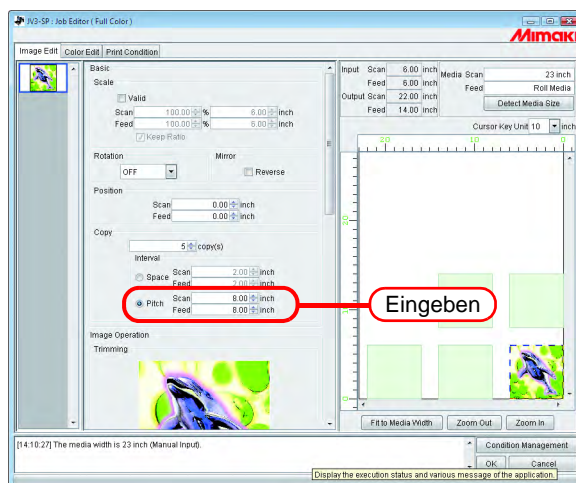 JV3-SP : Job Editor ( Full Color )
Mimaki
Image Edit Color Edit Print Condition
Basic
Scale
Valid
Scan 100.00 % 6.00 inch
Feed 100.00 % 6.00 inch
Keep Ratio
Rotation Mirror
OFF Reverse
Position
Scan 0.00 inch
Feed 0.00 inch
Copy
5 copy(s)
Interval
Space Scan 2.00 inch
Feed 2.00 inch
Pitch Scan 8.00 inch
Feed 8.00 inch
Eingeben
Image Operation
Trimming
Input Scan 6.00 inch
Feed 6.00 inch
Output Scan 22.00 inch
Feed 14.00 inch
Media Scan 23 inch
Feed Roll Media
Detect Media Size
Cursor Key Unit 10 inch
20 10 0
20
0
Fit to Media Width Zoom Out Zoom In
[14:10:27] The media width is 23 inch (Manual Input).
Condition Management
OK Cancel
Display the execution status and various message of the application.